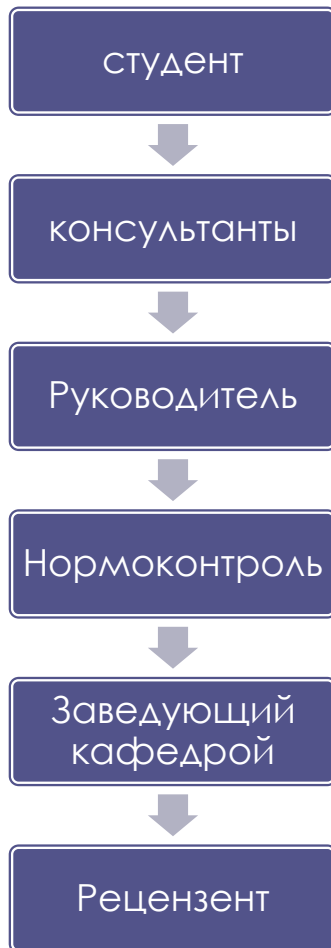 студент
консультанты
Руководитель
Нормоконтроль
Заведующий
кафедрой
Рецензент